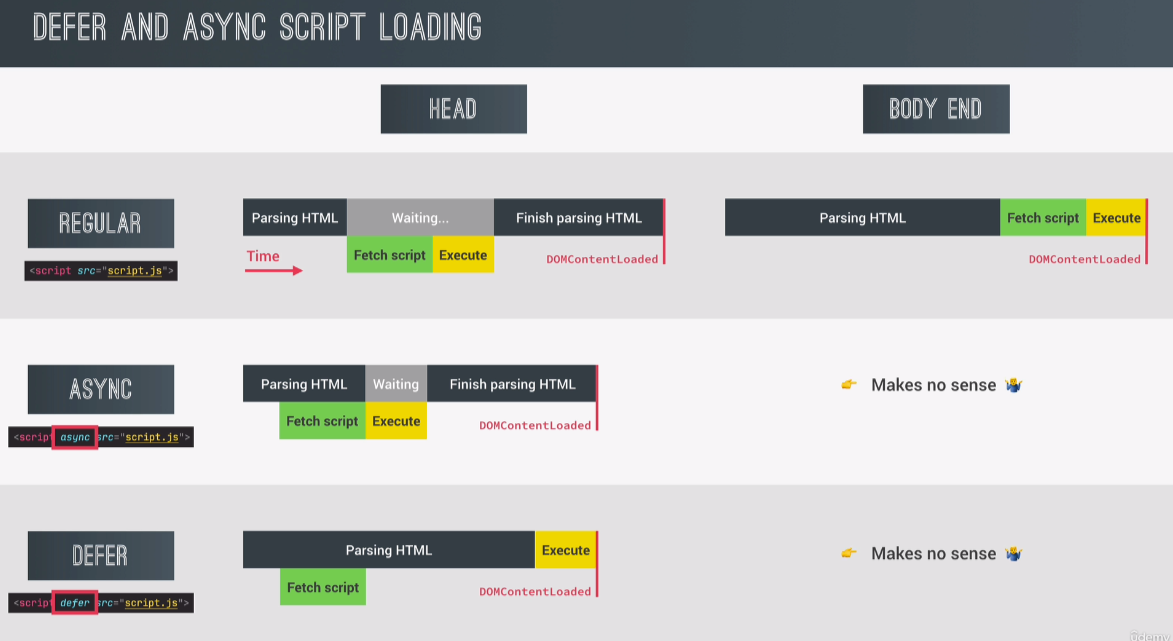 DEFER AND ASYNC SCRIPT LOADING
HEAD
BODY END
REGULAR
<script src="script.js">
Parsing HTML
Waiting...
Finish parsing HTML
Time
Fetch script
Execute
DOMContentLoaded
Parsing HTML
Fetch script
Execute
DOMContentLoaded
ASYNC
<script async src="script.js">
Parsing HTML
Waiting
Finish parsing HTML
Fetch script
Execute
DOMContentLoaded
👉 Makes no sense 🤷‍♂️
DEFER
<script defer src="script.js">
Parsing HTML
Execute
Fetch script
DOMContentLoaded
👉 Makes no sense 🤷‍♂️
Udemy